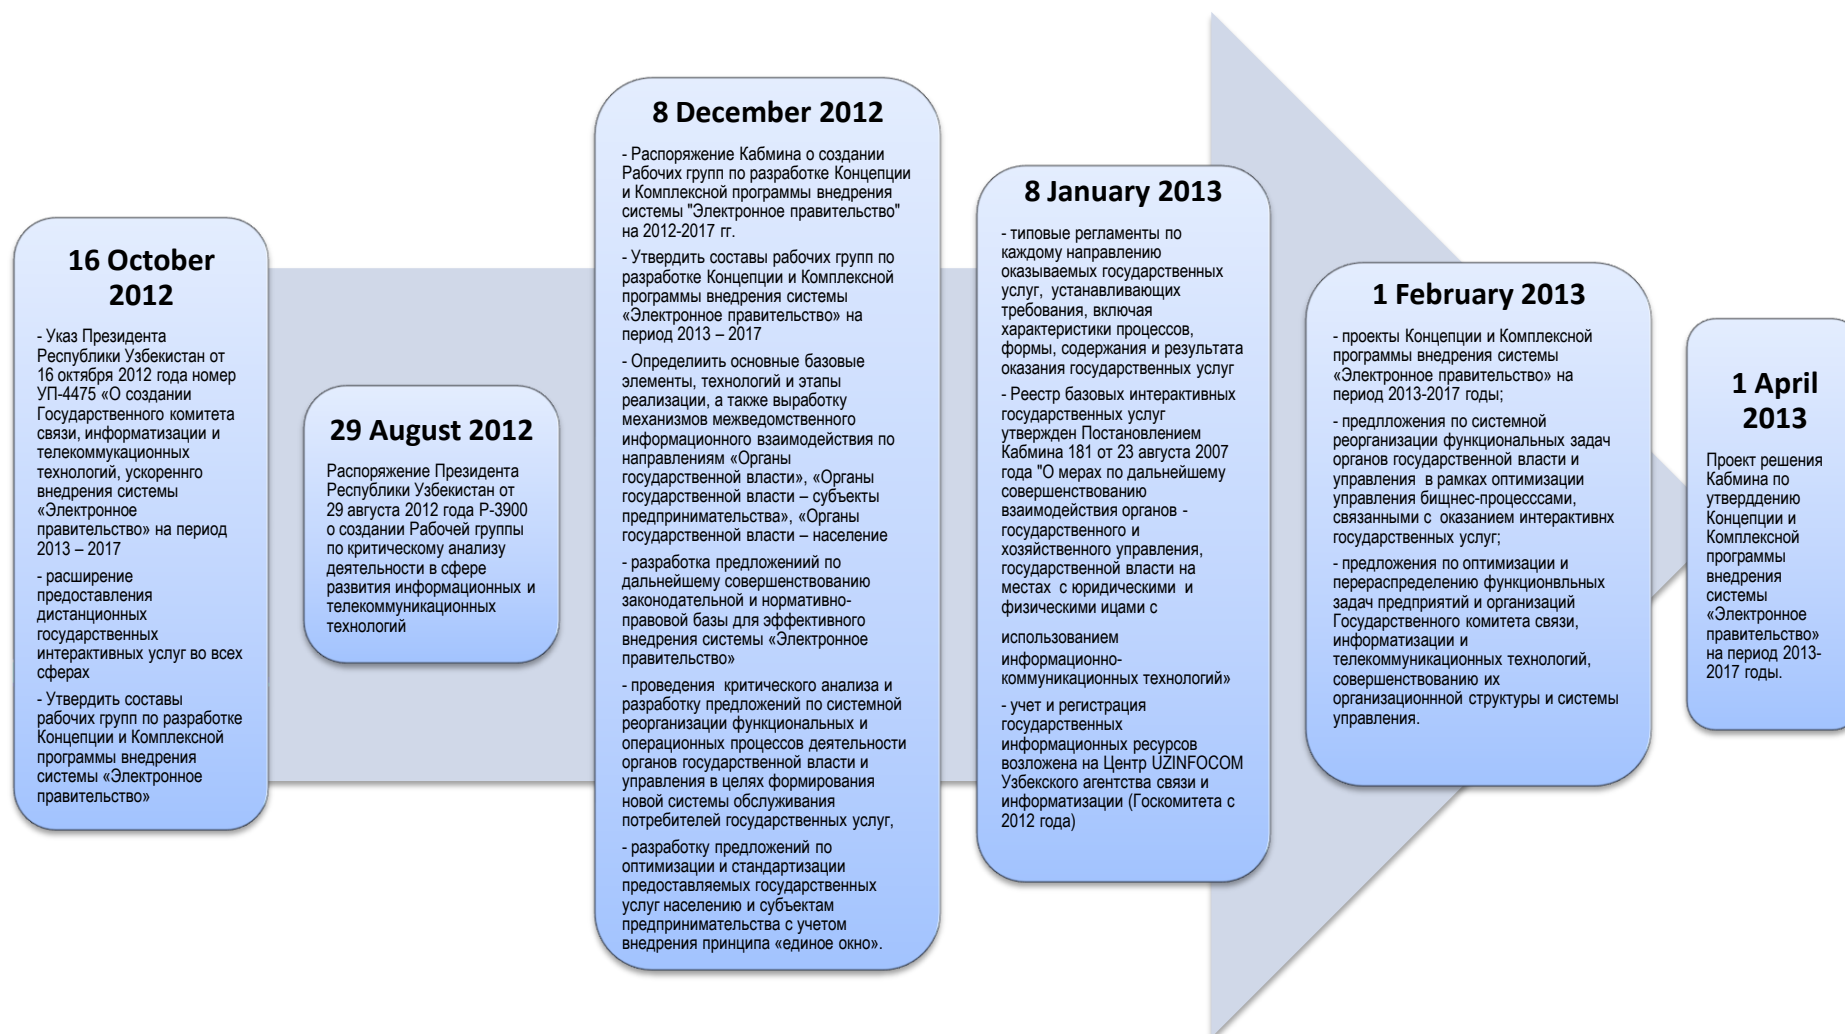 16 October
2012
- Указ Президента
Республики Узбекистан от
16 октября 2012 года номер
УП-4475 «О создании
Государственного комитета
связи, информатизации и
телекоммукационных
технологий, ускореннго
внедрения системы
«Электронное
правительство» на период
2013 – 2017
- расширение
предоставления
дистанционных
государственных
интерактивных услуг во всех
сферах
- Утвердить составы
рабочих групп по разработке
Концепции и Комплексной
программы внедрения
системы «Электронное
правительство»
29 August 2012
Распоряжение Президента
Республики Узбекистан от
29 августа 2012 года Р-3900
о создании Рабочей группы
по критическому анализу
деятельности в сфере
развития информационных и
телекоммуникационных
технологий
8 December 2012
- Распоряжение Кабмина о создании
Рабочих групп по разработке Концепции
и Комплексной программы внедрения
системы "Электронное правительство"
на 2012-2017 гг.
- Утвердить составы рабочих групп по
разработке Концепции и Комплексной
программы внедрения системы
«Электронное правительство» на
период 2013 – 2017
- Определиить основные базовые
элементы, технологий и этапы
реализации, а также выработку
механизмов межведомственного
информационного взаимодействия по
направлениям «Органы
государственной власти», «Органы
государственной власти – субъекты
предпринимательства», «Органы
государственной власти – население
- разработка предложениий по
дальнейшему совершенствованию
законодательной и нормативно-
правовой базы для эффективного
внедрения системы «Электронное
правительство»
- проведения  критического анализа и
разработку предложений по системной
реорганизации функциональных и
операционных процессов деятельности
органов государственной власти и
управления в целях формирования
новой системы обслуживания
потребителей государственных услуг,
- разработку предложений по
оптимизации и стандартизации
предоставляемых государственных
услуг населению и субъектам
предпринимательства с учетом
внедрения принципа «единое окно».
8 January 2013
- типовые регламенты по
каждому направлению
оказываемых государственных
услуг,  устанавливающих
требования, включая
характеристики процессов,
формы, содержания и результата
оказания государственных услуг
- Реестр базовых интерактивных
государственных услуг
утвержден Постановлением
Кабмина 181 от 23 августа 2007
года "О мерах по дальнейшему
совершенствованию
взаимодействия органов -
государственного и
хозяйственного управления,
государственной власти на
местах  с юридическими  и
физическими ицами с
использованием
информационно-
коммуникационных технологий»
- учет и регистрация
государственных
информационных ресурсов
возложена на Центр UZINFOCOM
Узбекского агентства связи и
информатизации (Госкомитета с
2012 года)
1 February 2013
- проекты Концепции и Комплексной
программы внедрения системы
«Электронное правительство» на
период 2013-2017 годы;
- предлложения по системной
реорганизации функциональных задач
органов государственной власти и
управления  в рамках оптимизации
управления бищнес-процесссами,
связанными с  оказанием интерактивнх
государственных услуг;
- предложения по оптимизации и
перераспределению функционвльных
задач предприятий и организаций
Государственного комитета связи,
информатизации и
телекоммуникационных технологий,
совершенствованию их
организационнной структуры и системы
управления.
1 April
2013
Проект решения
Кабмина по
утверддению
Концепции и
Комплексной
программы
внедрения
системы
«Электронное
правительство»
на период 2013-
2017 годы.